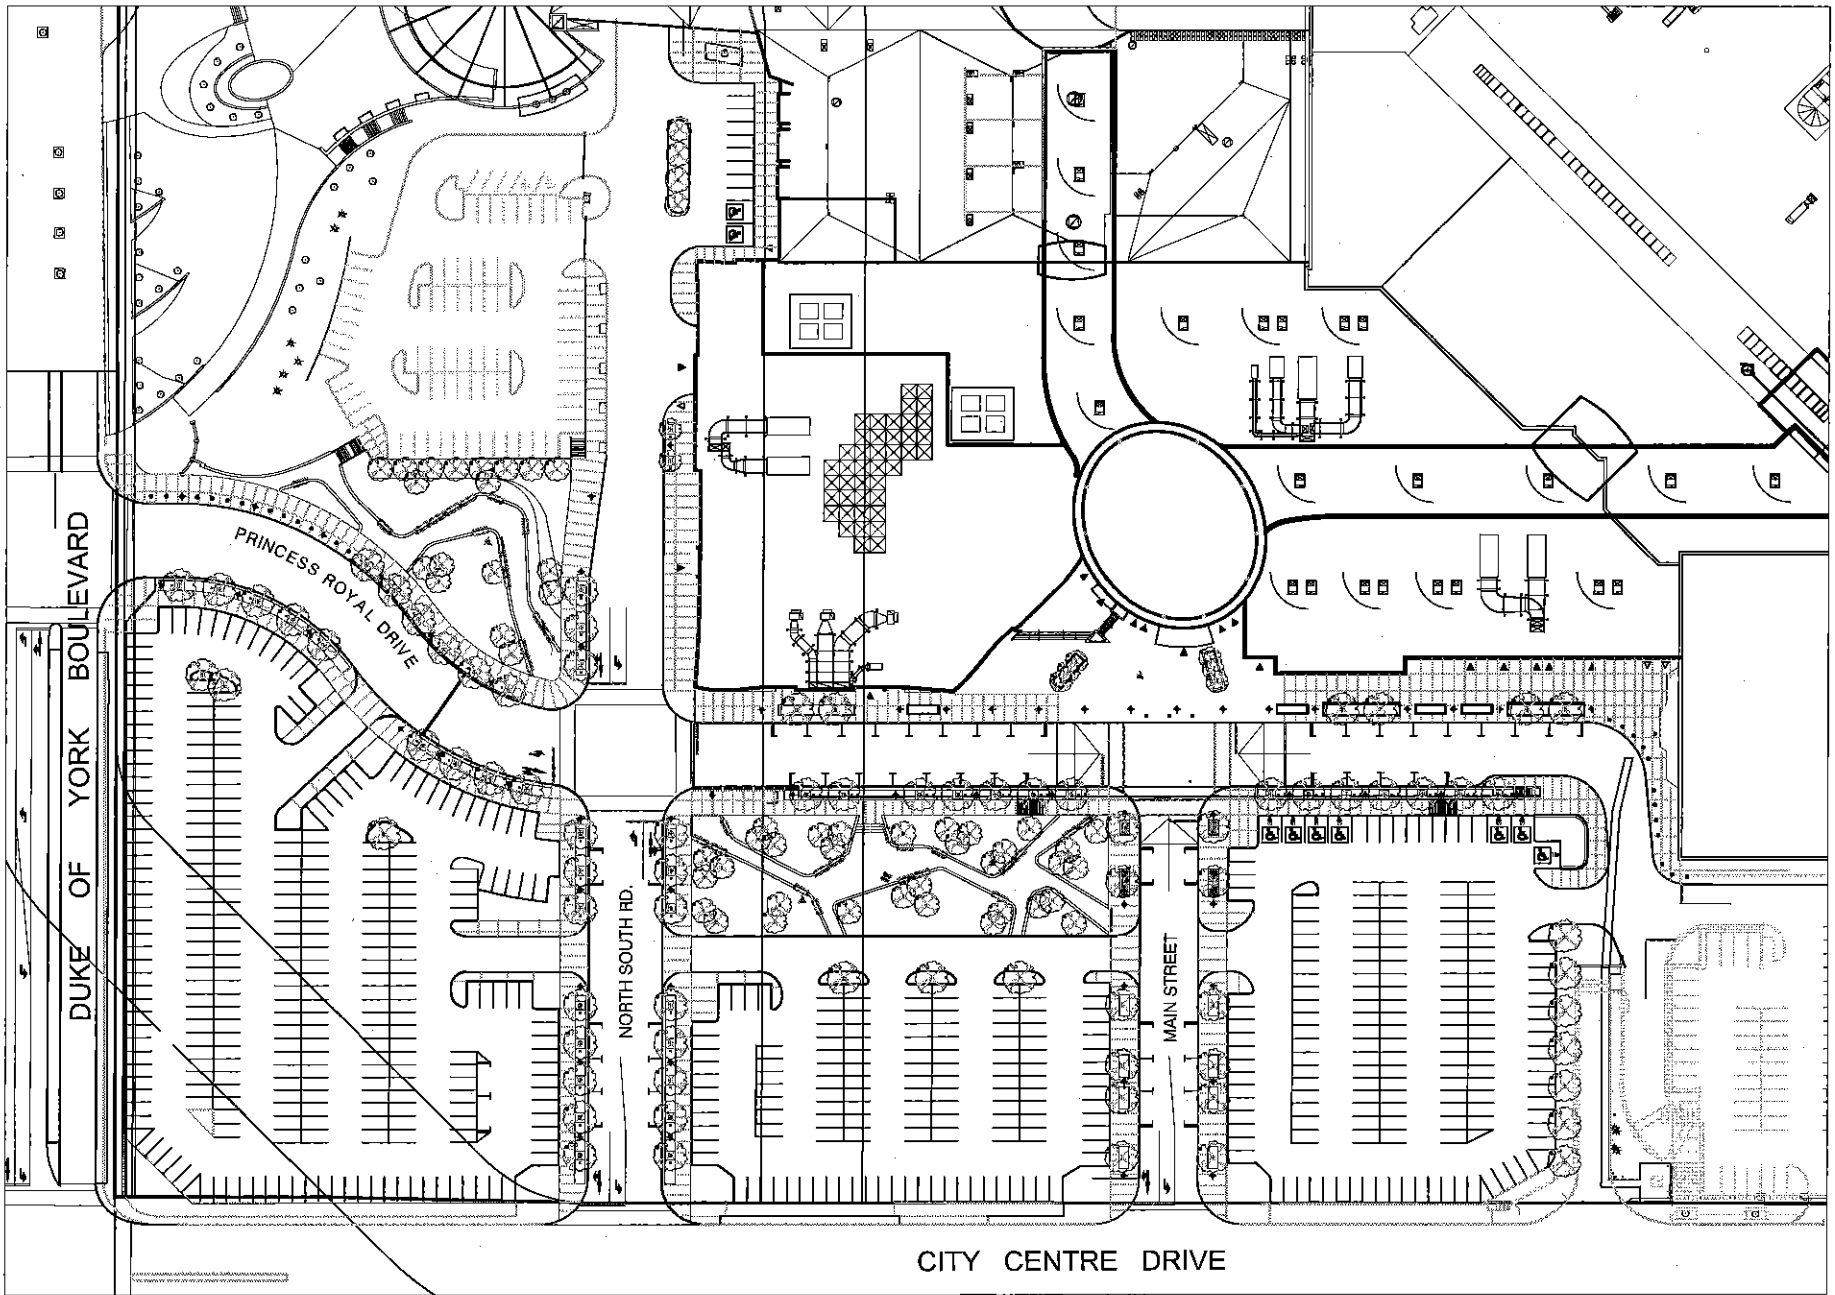 PRINCESS ROYAL DRIVE
DUKE OF YORK BOULEVARD
NORTH SOUTH RD.
MAIN STREET
CITY CENTRE DRIVE